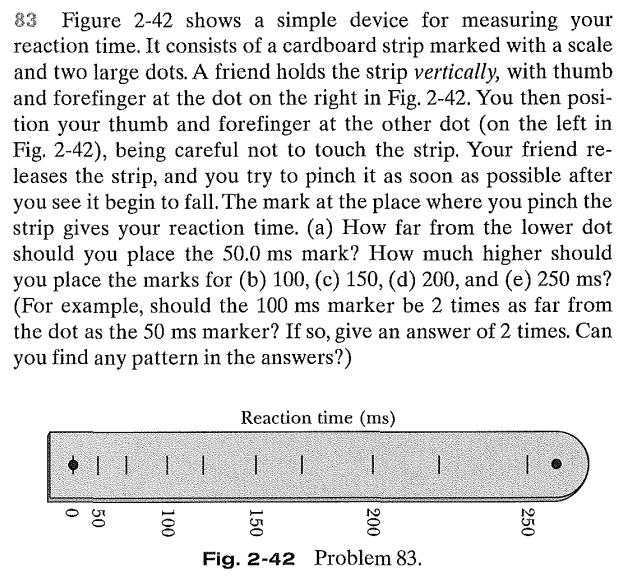 83 Figure 2-42 shows a simple device for measuring your
reaction time. It consists of a cardboard strip marked with a scale
and two large dots. A friend holds the strip vertically, with thumb
and forefinger at the dot on the right in Fig. 2-42. You then posi-
tion your thumb and forefinger at the other dot (on the left in
Fig. 2-42), being careful not to touch the strip. Your friend re-
leases the strip, and you try to pinch it as soon as possible after
you see it begin to fall. The mark at the place where you pinch the
strip gives your reaction time. (a) How far from the lower dot
should you place the 50.0 ms mark? How much higher should
you place the marks for (b) 100, (c) 150, (d) 200, and (e) 250 ms?
(For example, should the 100 ms marker be 2 times as far from
the dot as the 50 ms marker? If so, give an answer of 2 times. Can
you find any pattern in the answers?)
Reaction time (ms)
0 50 100 150 200 250
Fig. 2-42 Problem 83.